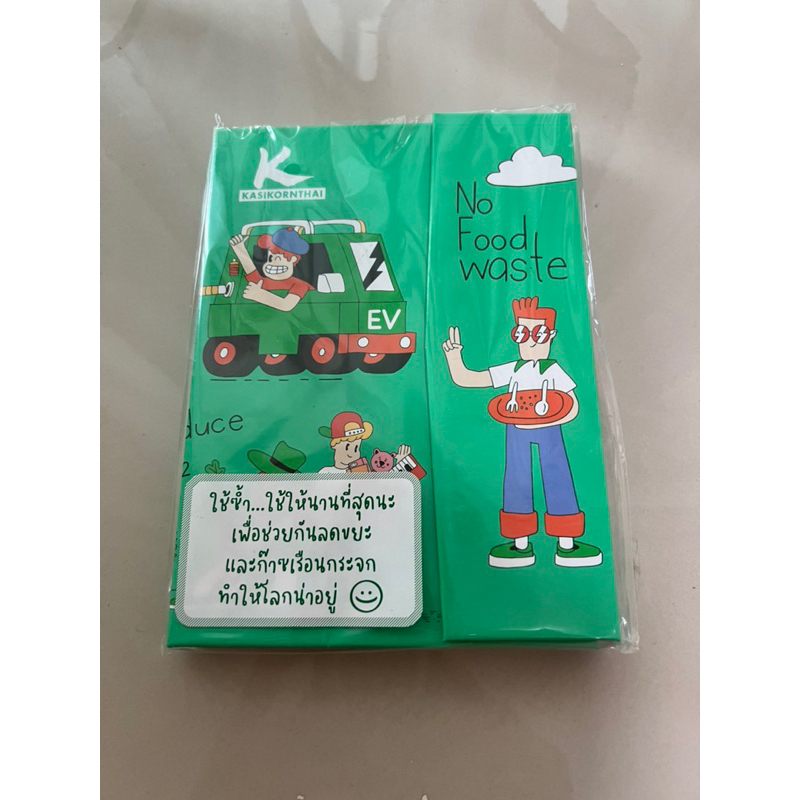 KASIKORNTHAI
EV
duce
2
No
Food
waste
ใช้ซ้ำ...ใช้ให้นานที่สุดนะ
เพื่อช่วยกันลดขยะ
และก๊าซเรือนกระจก
ทำให้โลกน่าอยู่